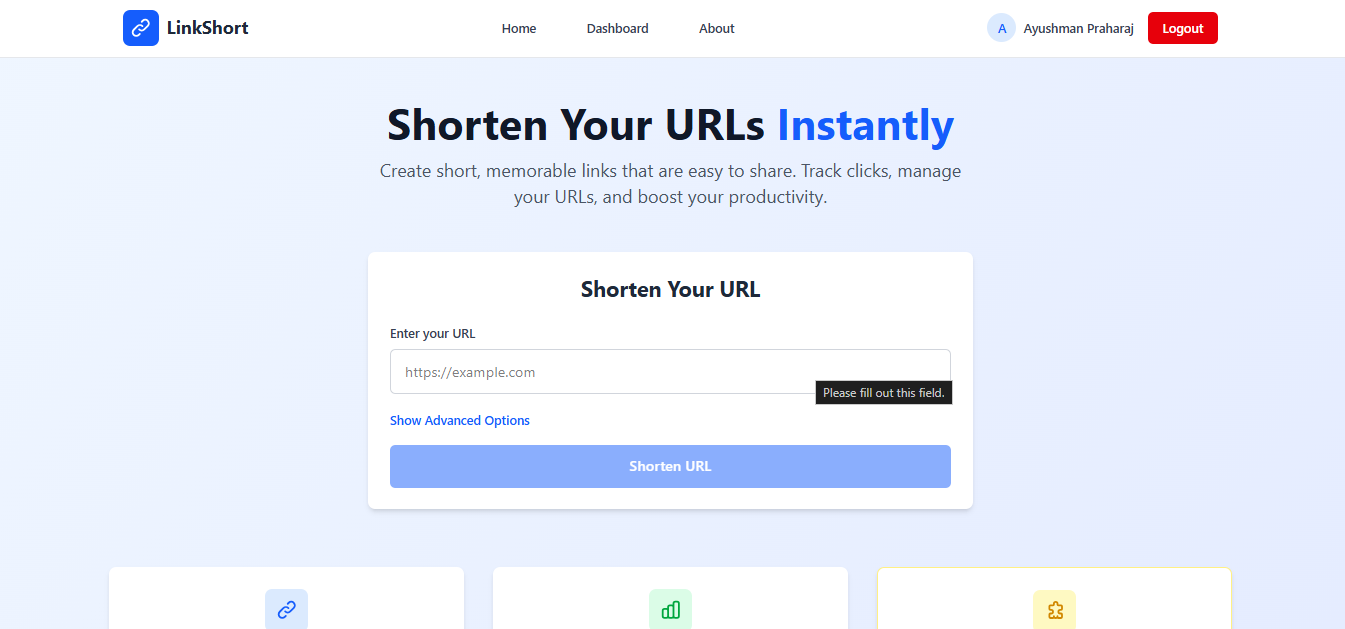 LinkShort
Home
Dashboard
About
A
Ayushman Praharaj
Logout
Shorten Your URLs Instantly
Create short, memorable links that are easy to share. Track clicks, manage
your URLs, and boost your productivity.
Shorten Your URL
Enter your URL
https://example.com
Please fill out this field.
Show Advanced Options
Shorten URL